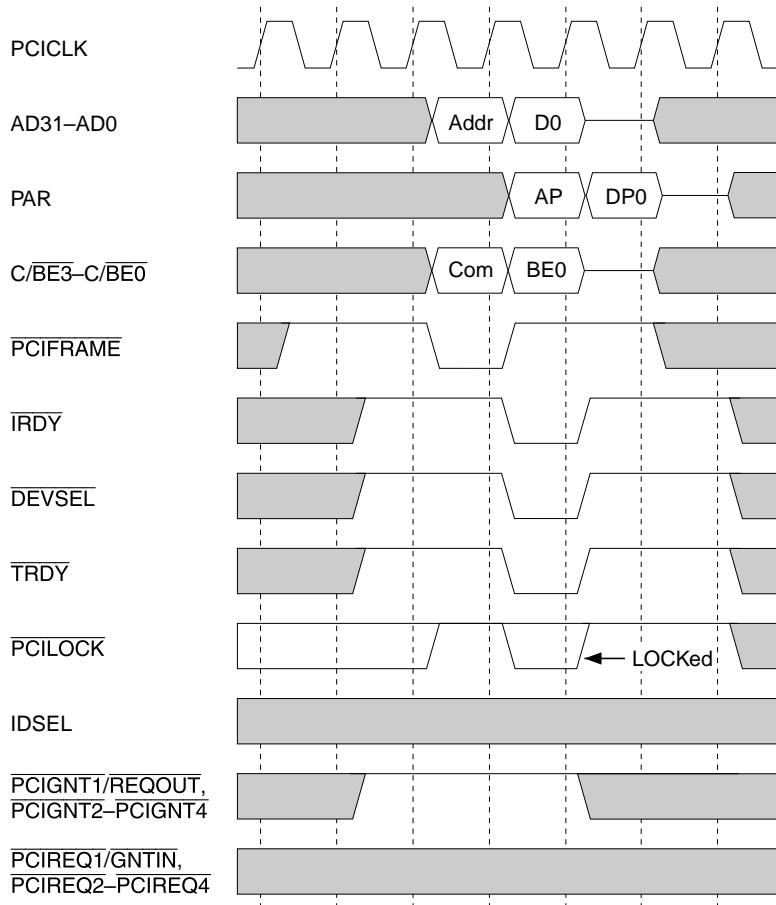 PCICLK
AD31–AD0
Addr D0
PAR
AP DP0
C/BE3–C/BE0
Com BE0
PCIFRAME
IRDY
DEVSEL
TRDY
PCILOCK
LOCKed
IDSEL
PCIGNT1/REQOUT,
PCIGNT2–PCIGNT4
PCIREQ1/GNTIN,
PCIREQ2–PCIREQ4